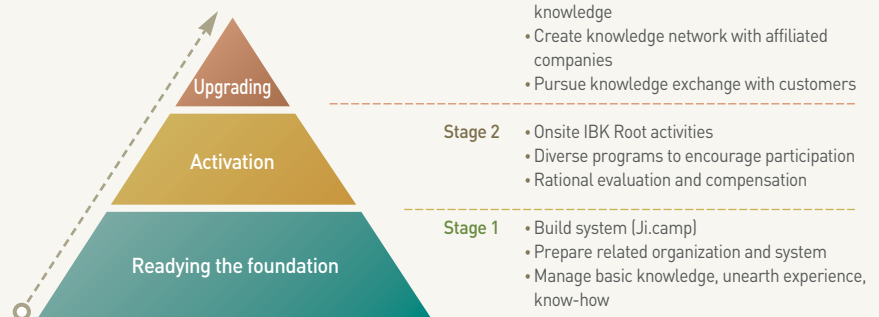 knowledge
• Create knowledge network with affiliated
companies
• Pursue knowledge exchange with customers
Upgrading
Stage 2
• Onsite IBK Root activities
• Diverse programs to encourage participation
• Rational evaluation and compensation
Activation
Stage 1
• Build system (Ji.camp)
• Prepare related organization and system
• Manage basic knowledge, unearth experience,
know-how
Readying the foundation